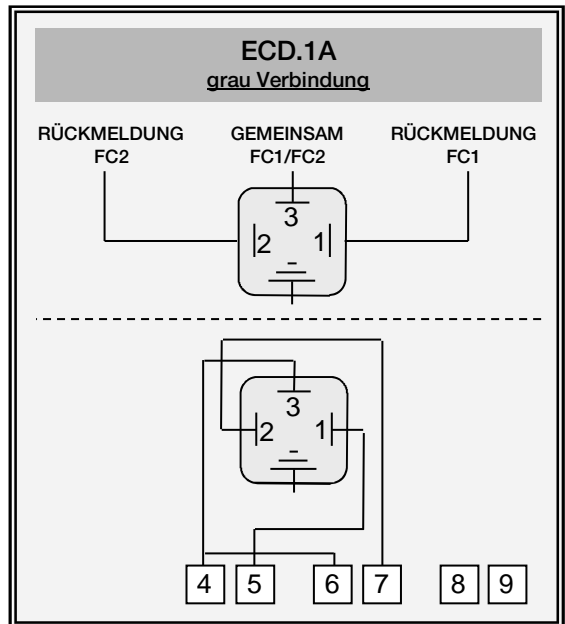 ECD.1A
grau Verbindung
RÜCKMELDUNG GEMEINSAM RÜCKMELDUNG
FC2 FC1/FC2 FC1
3
2 1
3
2 1
4 5 6 7 8 9